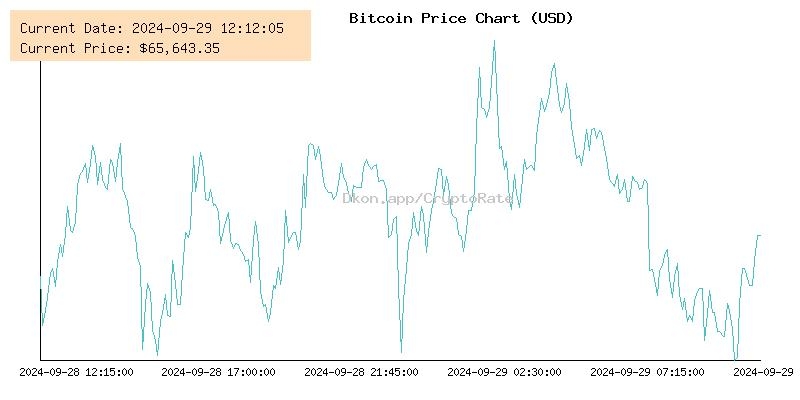 Bitcoin Price Chart (USD)
Current Date: 2024-09-29 12:12:05
Current Price: $65,643.35
Dkon.app/CryptoRate
2024-09-28 12:15:00 2024-09-28 17:00:00 2024-09-28 21:45:00 2024-09-29 02:30:00 2024-09-29 07:15:00 2024-09-29